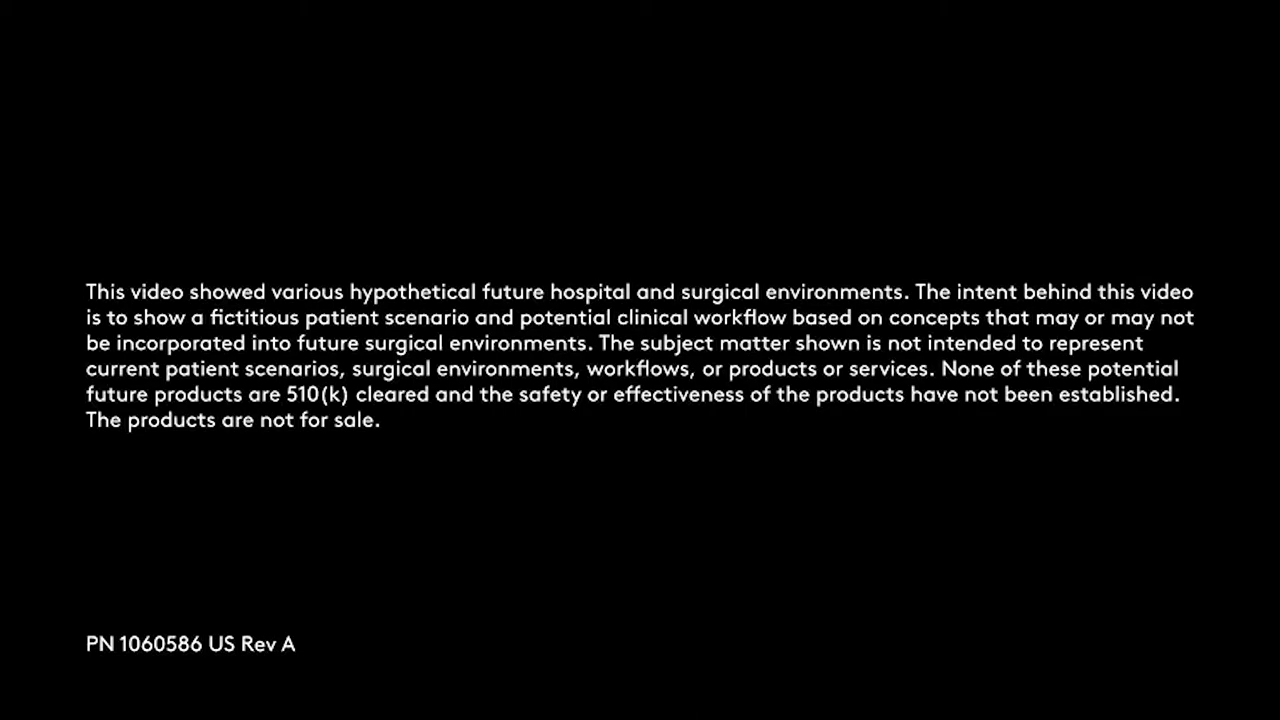 This video showed various hypothetical future hospital and surgical environments. The intent behind this video
is to show a fictitious patient scenario and potential clinical workflow based on concepts that may or may not
be incorporated into future surgical environments. The subject matter shown is not intended to represent
current patient scenarios, surgical environments, workflows, or products or services. None of these potential
future products are 510(k) cleared and the safety or effectiveness of the products have not been established.
The products are not for sale.
PN 1060586 US Rev A